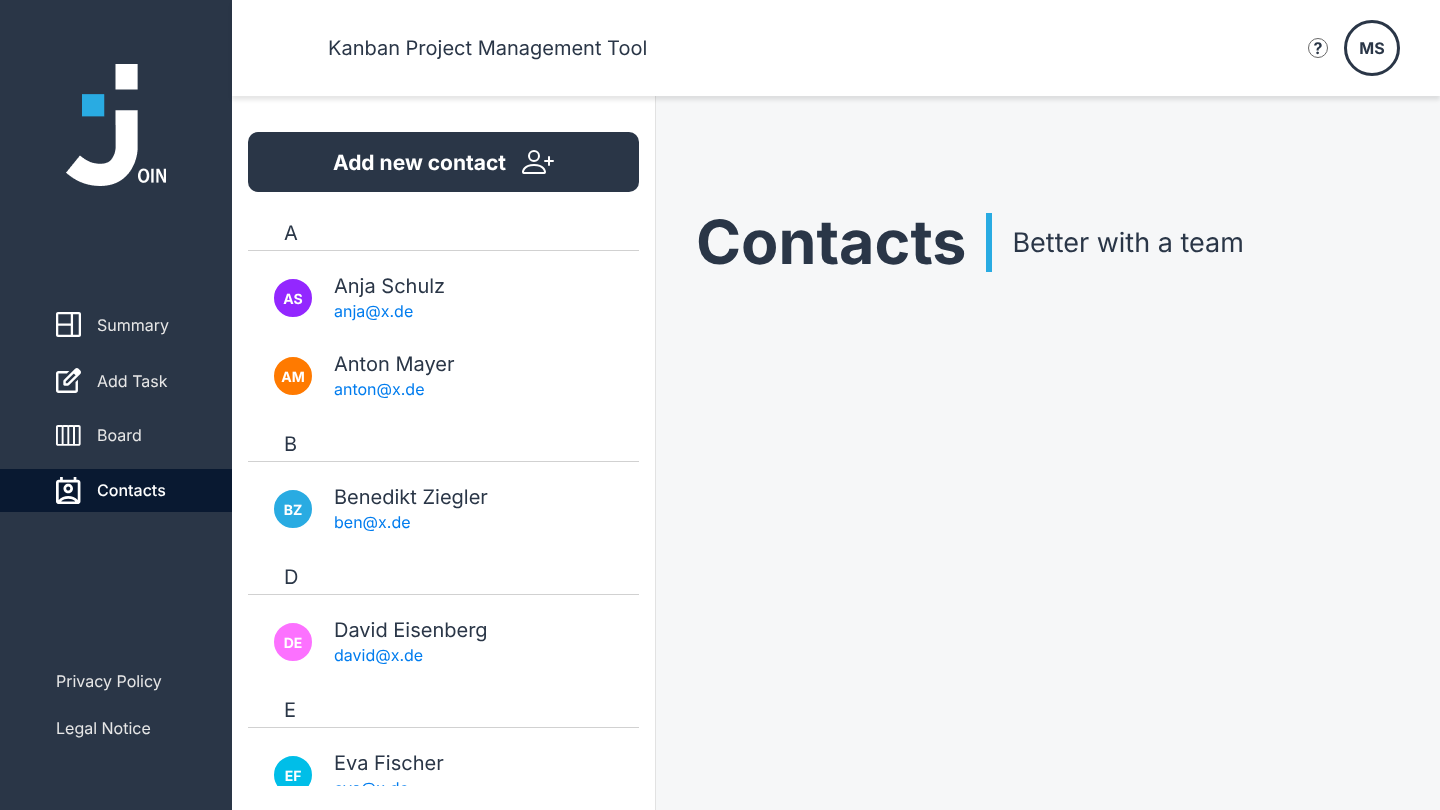 JOIN
Summary
Add Task
Board
Contacts
Privacy Policy
Legal Notice
Kanban Project Management Tool
?
MS
Add new contact
A
AS
Anja Schulz
anja@x.de
AM
Anton Mayer
anton@x.de
B
BZ
Benedikt Ziegler
ben@x.de
D
DE
David Eisenberg
david@x.de
E
EF
Eva Fischer
Contacts
Better with a team